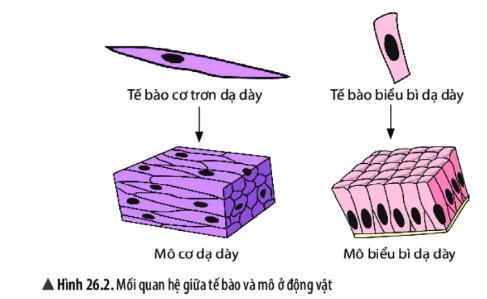 Tế bào cơ trơn dạ dày
Tế bào biểu bì dạ dày
Mô cơ dạ dày
Mô biểu bì dạ dày
▲ Hình 26.2. Mối quan hệ giữa tế bào và mô ở động vật